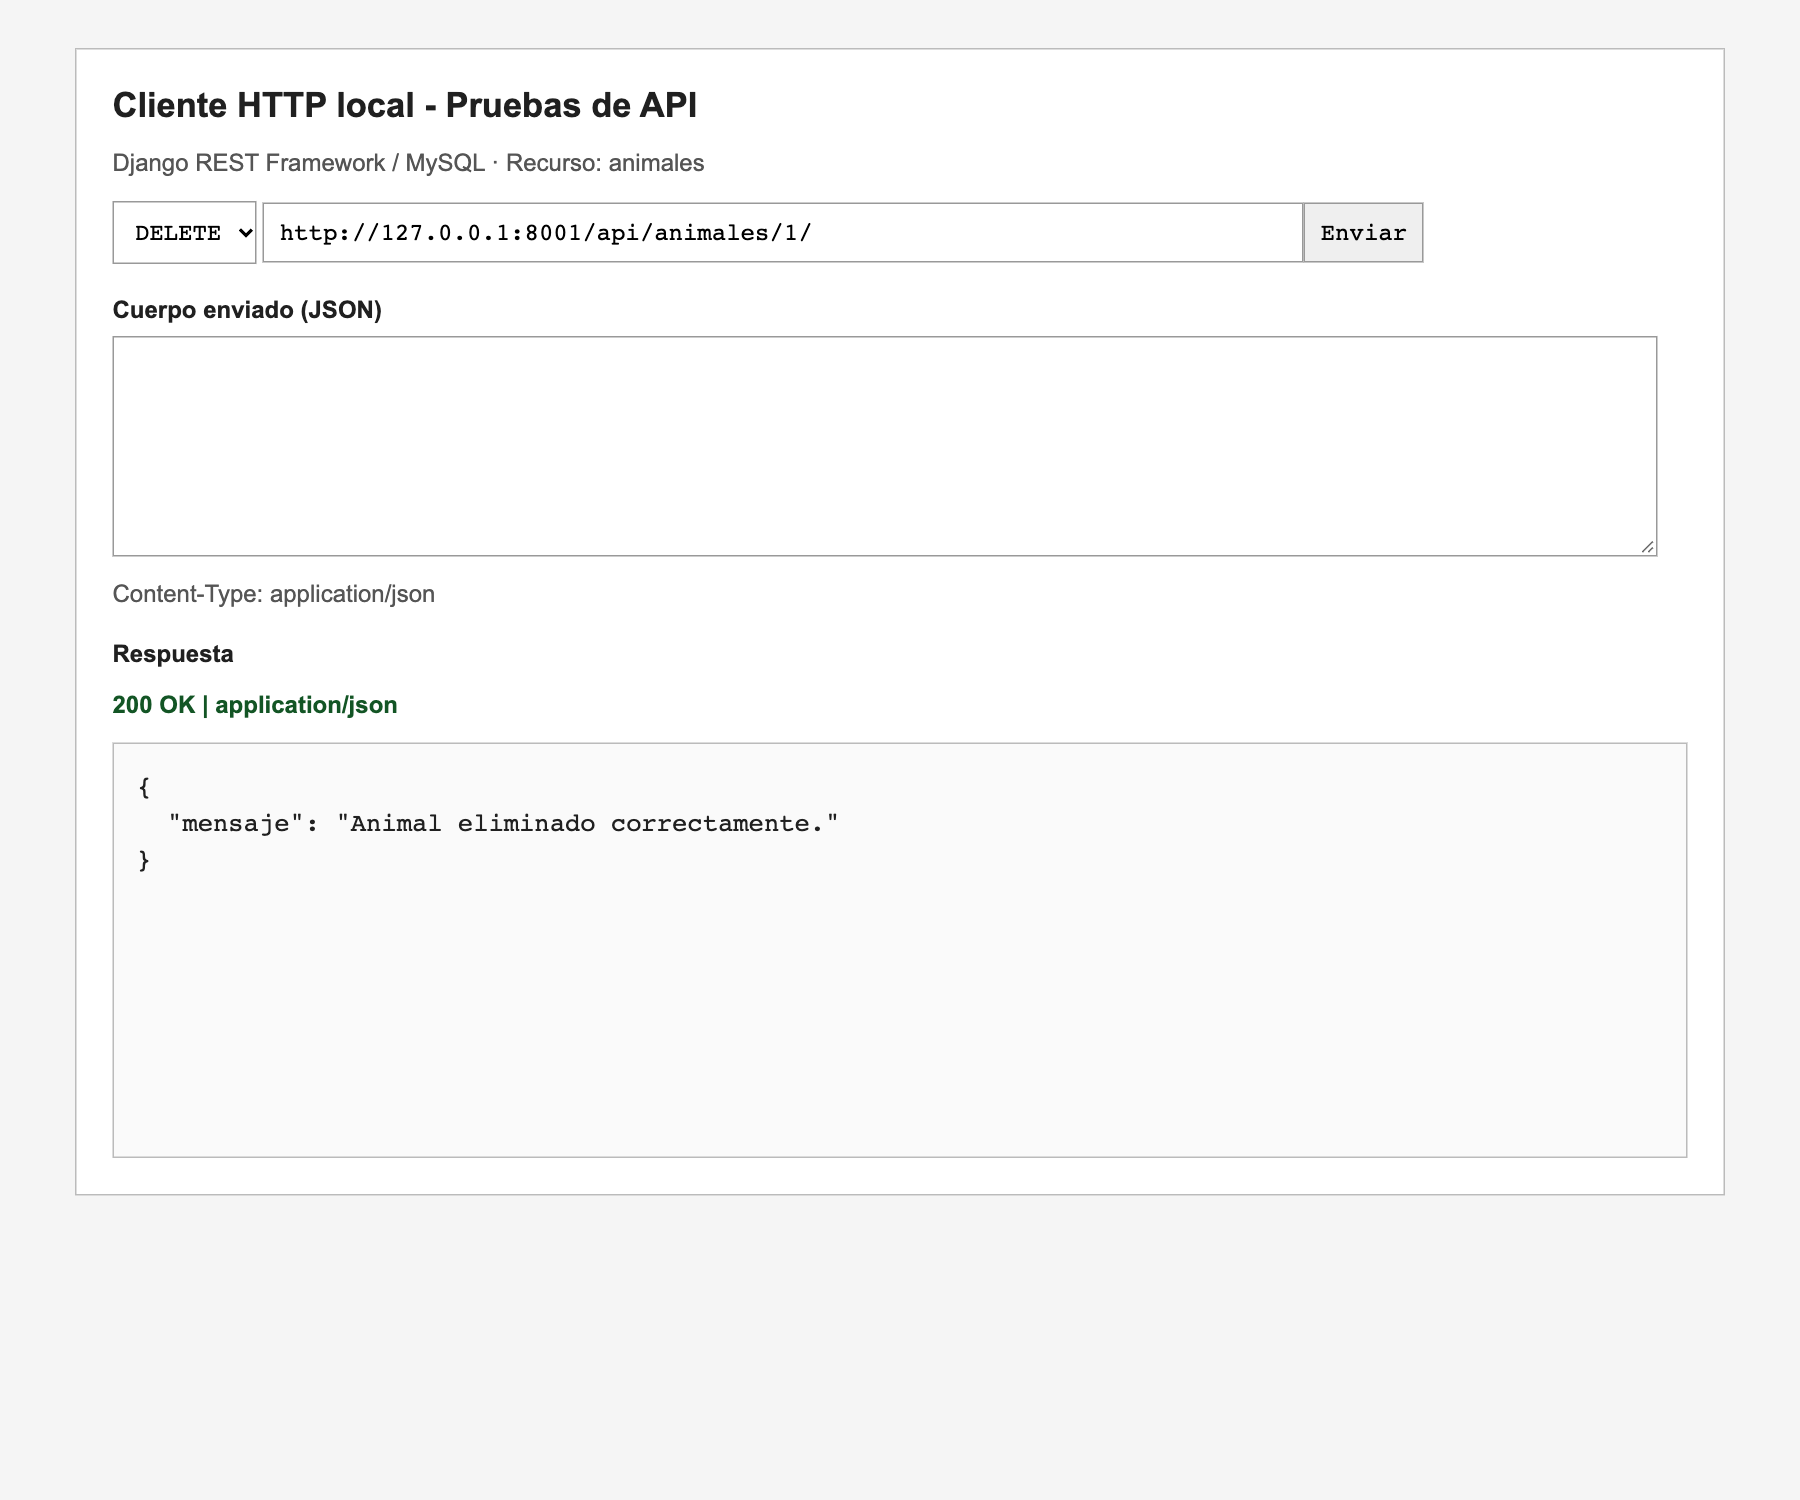 Cliente HTTP local - Pruebas de API
Django REST Framework / MySQL · Recurso: animales
DELETE http://127.0.0.1:8001/api/animales/1/ Enviar
Cuerpo enviado (JSON)
Content-Type: application/json
Respuesta
200 OK | application/json
{
  "mensaje": "Animal eliminado correctamente."
}